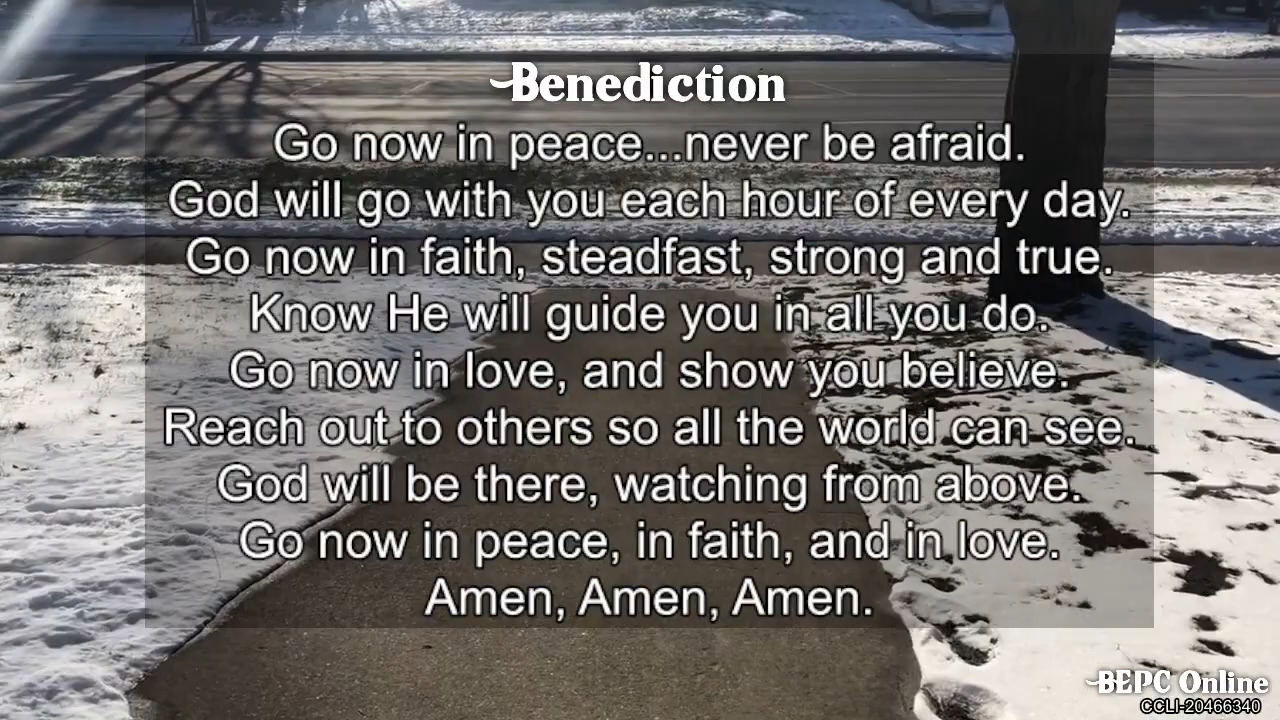 Benediction
Go now in peace...never be afraid.
God will go with you each hour of every day.
Go now in faith, steadfast, strong and true.
Know He will guide you in all you do.
Go now in love, and show you believe.
Reach out to others so all the world can see.
God will be there, watching from above.
Go now in peace, in faith, and in love.
Amen, Amen, Amen.
BEPC Online
CCLI-20466340